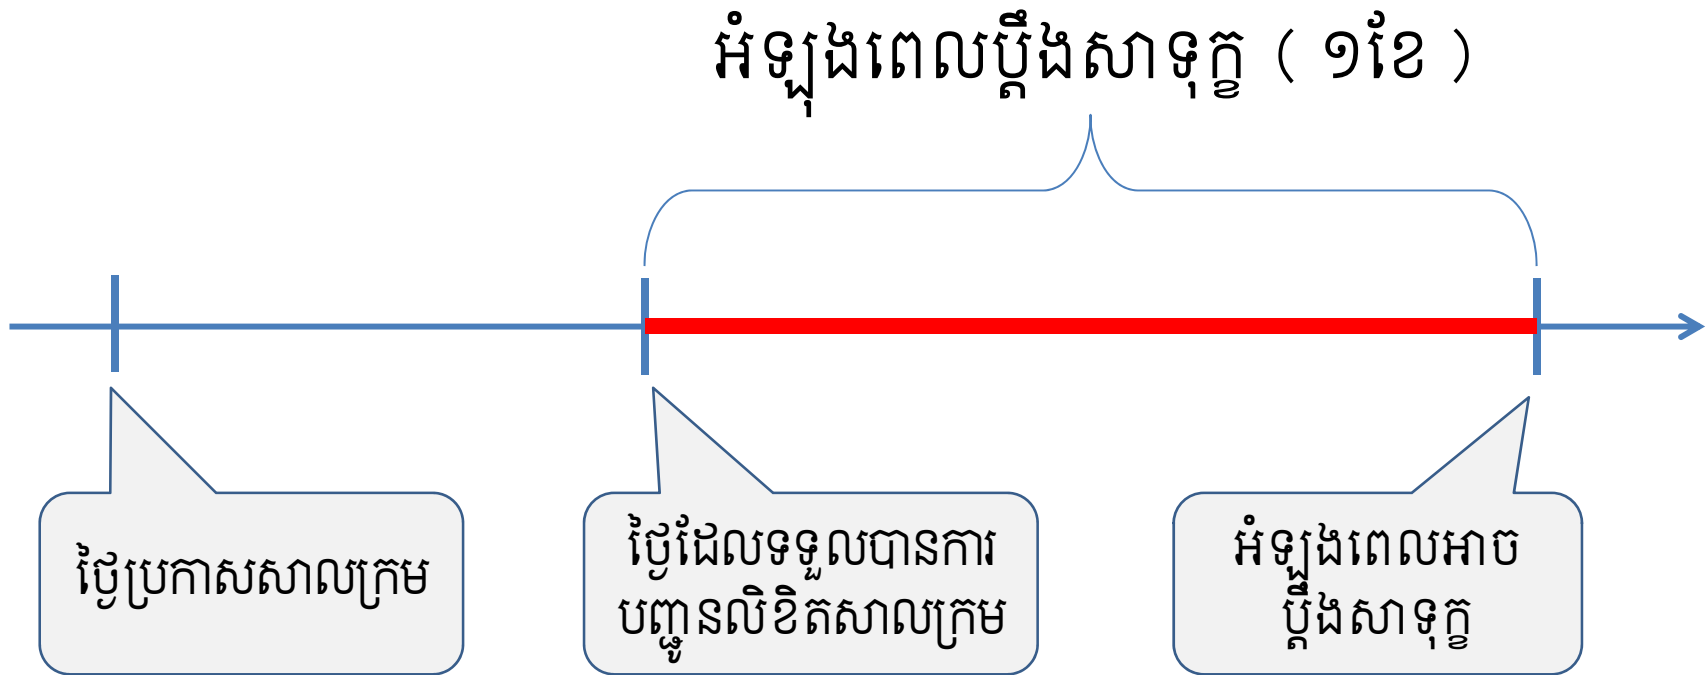 អំឡុងពេលប្ដឹងសាទុក្ខ ( ១ខែ )
ថ្ងៃប្រកាសសាលក្រម
ថ្ងៃដែលទទួលបានការ
បញ្ជូនលិខិតសាលក្រម
អំឡុងពេលអាច
ប្ដឹងសាទុក្ខ